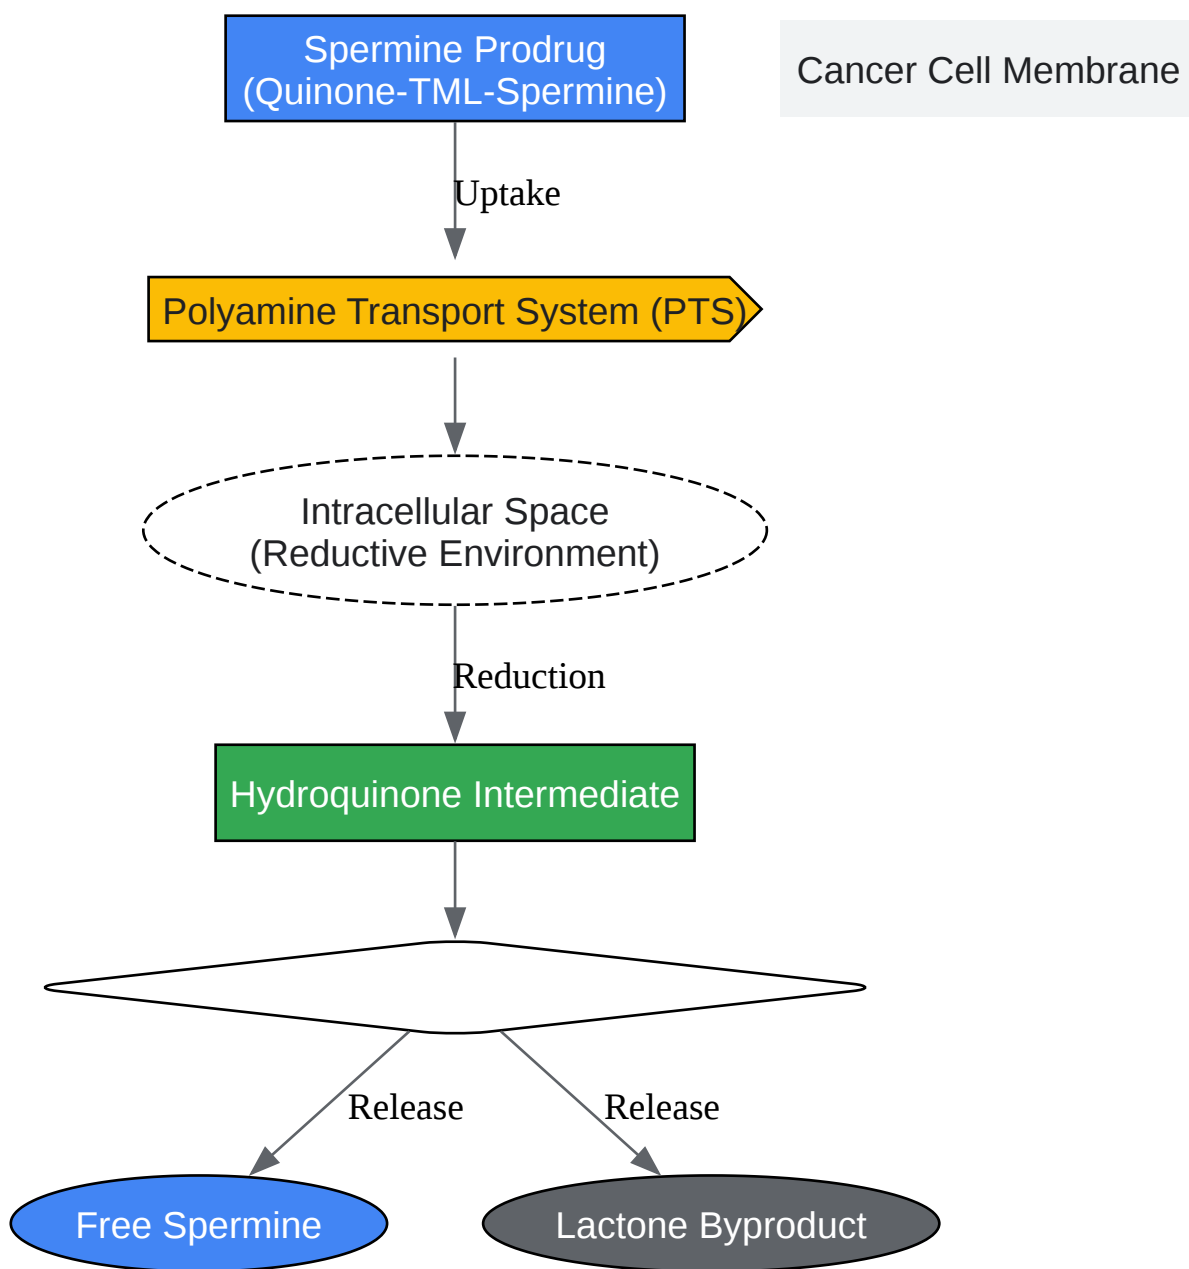 Spermine Prodrug
(Quinone-TML-Spermine)
Cancer Cell Membrane
Uptake
Polyamine Transport System (PTS)
Intracellular Space
(Reductive Environment)
Reduction
Hydroquinone Intermediate
Release
Release
Free Spermine
Lactone Byproduct